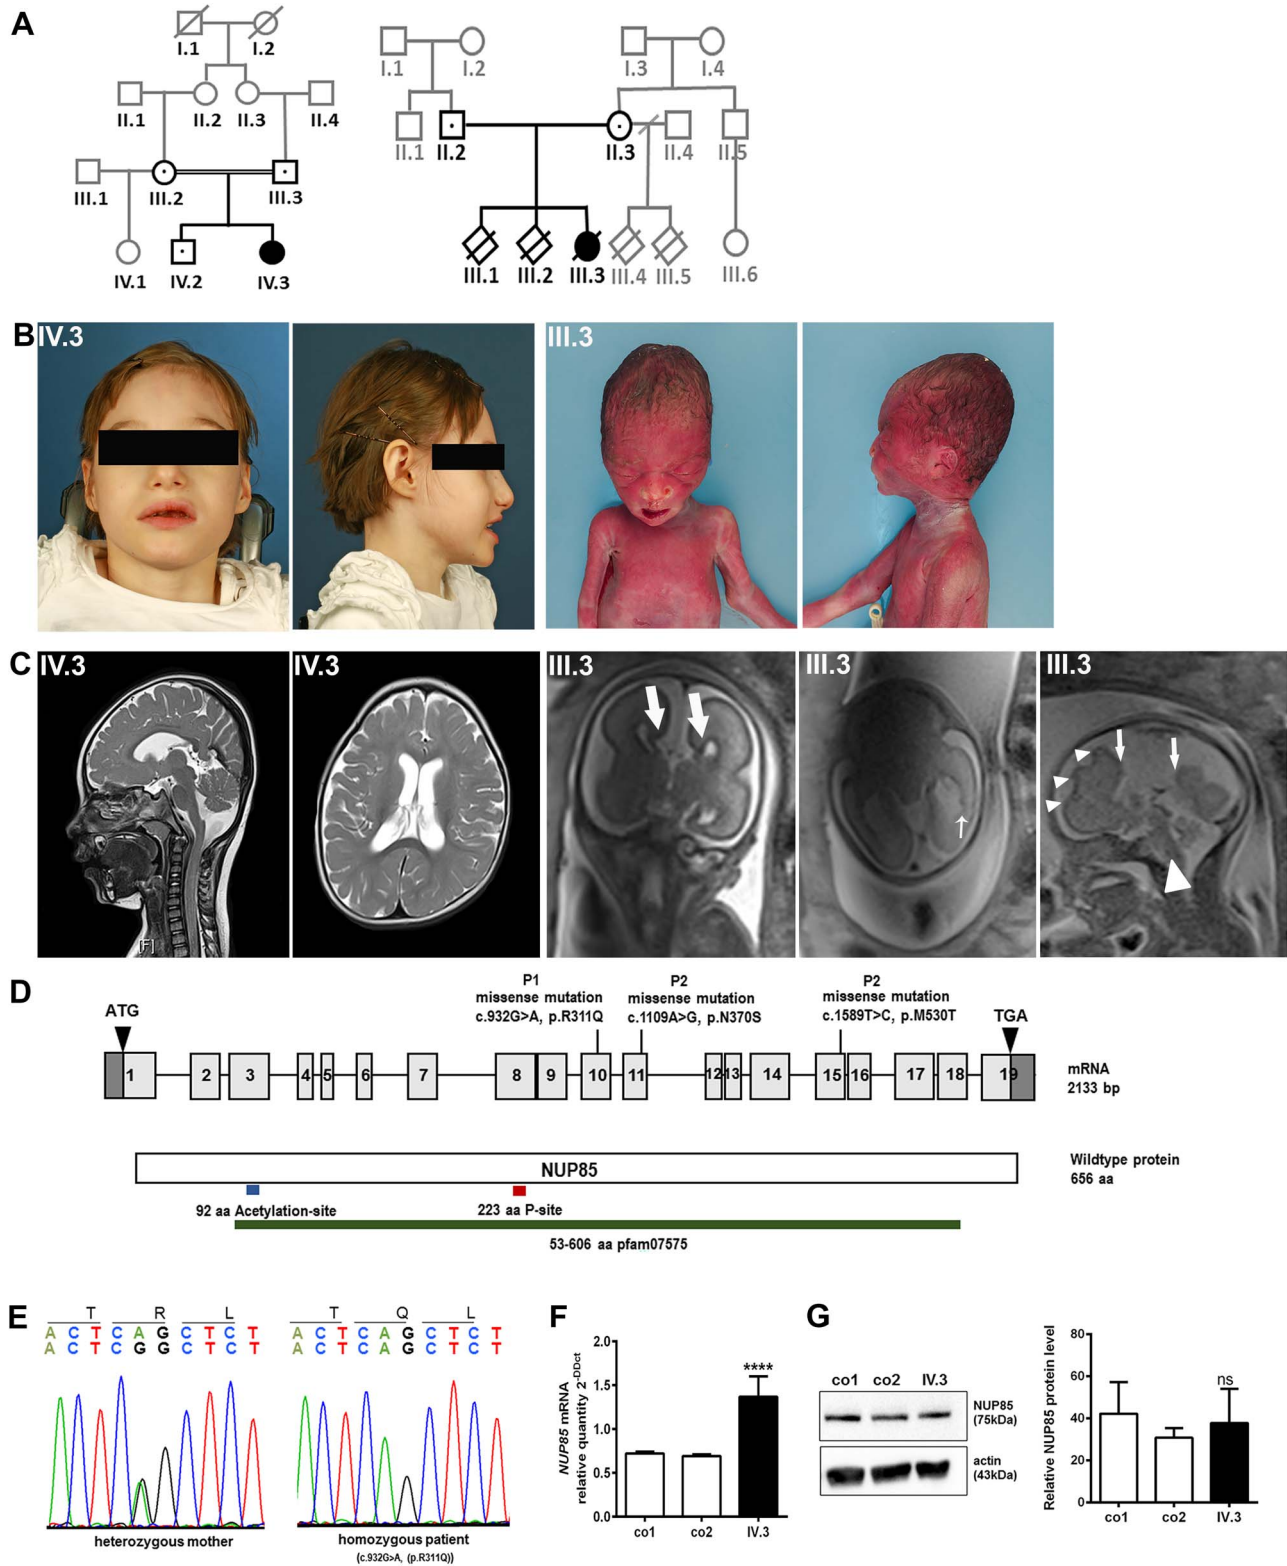 A
I.1
I.2
II.1
II.2
II.3
II.4
III.1
III.2
III.3
IV.1
IV.2
IV.3
I.1
I.2
I.3
I.4
II.1
II.2
II.3
II.4
II.5
III.1
III.2
III.3
III.4
III.5
III.6
B
IV.3
III.3
C
IV.3
IV.3
III.3
III.3
III.3
[F]
D
P1
missense mutation
c.932G>A, p.R311Q
P2
missense mutation
c.1109A>G, p.N370S
P2
missense mutation
c.1589T>C, p.M530T
ATG
TGA
1 2 3 4 5 6 7 8 9 10 11 12 13 14 15 16 17 18 19
mRNA
2133 bp
NUP85
Wildtype protein
656 aa
92 aa Acetylation-site
223 aa P-site
53-606 aa pfam07575
E
T R L
A C T C A G C T C T
A C T C G G C T C T
heterozygous mother
T Q L
A C T C A G C T C T
A C T C A G C T C T
homozygous patient
(c.932G>A, (p.R311Q))
F
NUP85 mRNA
relative quantity 2^-DDct
2.0
1.5
1.0
0.5
0.0
****
co1 co2 IV.3
G
co1 co2 IV.3
NUP85
(75kDa)
actin
(43kDa)
Relative NUP85 protein level
80
60
40
20
0
ns
co1 co2 IV.3